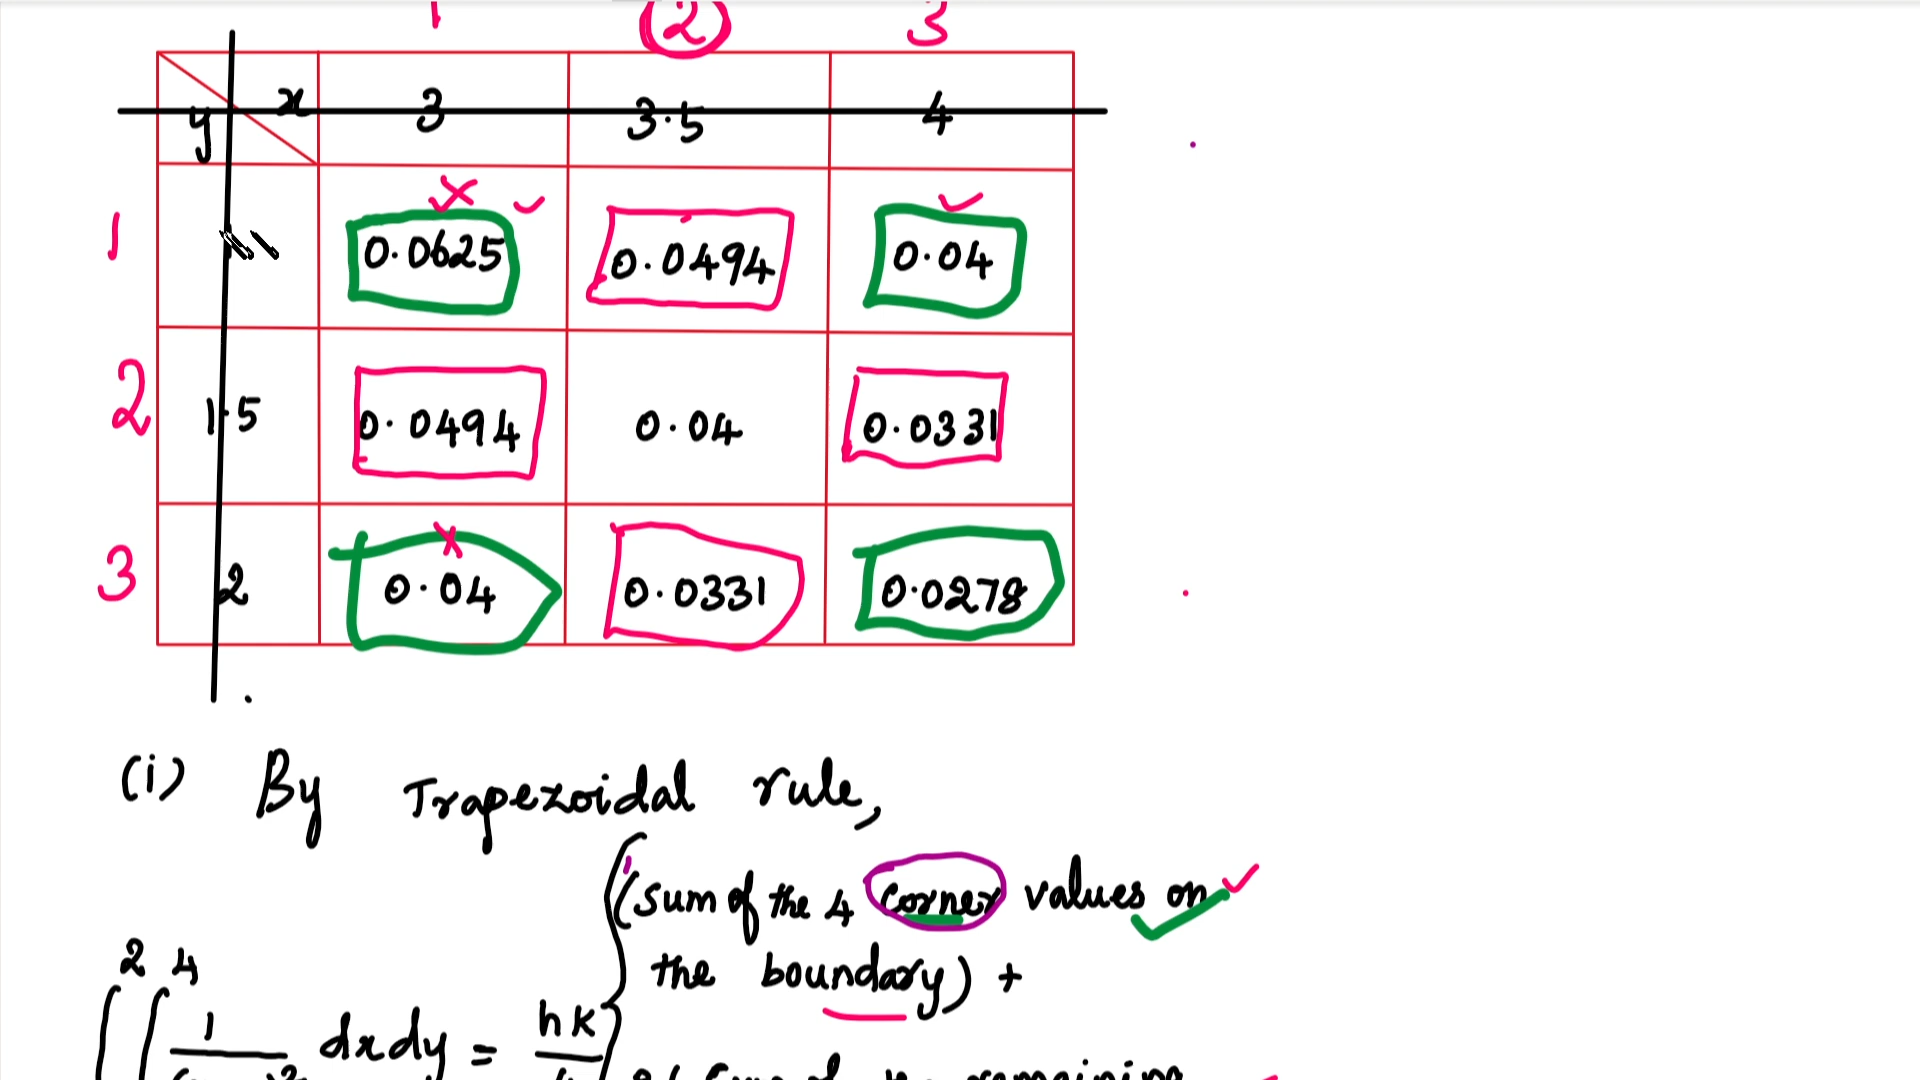 1 2 3
y x 3 3.5 4
1 0.0625 0.0494 0.04
2 1.5 0.0494 0.04 0.0331
3 2 0.04 0.0331 0.0278
(i) By Trapezoidal rule,
(sum of the 4 corner values on
the boundary) +
2 4
∫ ∫ 1 dxdy = hk
remaining